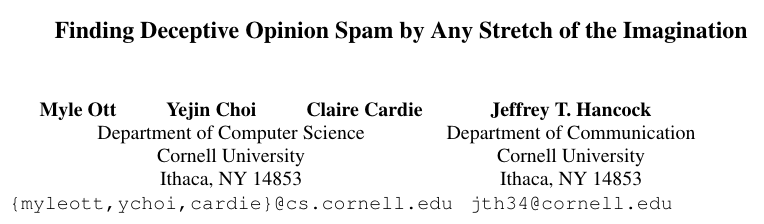 Finding Deceptive Opinion Spam by Any Stretch of the Imagination
Myle Ott Yejin Choi Claire Cardie
Department of Computer Science
Cornell University
Ithaca, NY 14853
{myleott,ychoi,cardie}@cs.cornell.edu
Jeffrey T. Hancock
Department of Communication
Cornell University
Ithaca, NY 14853
jth34@cornell.edu